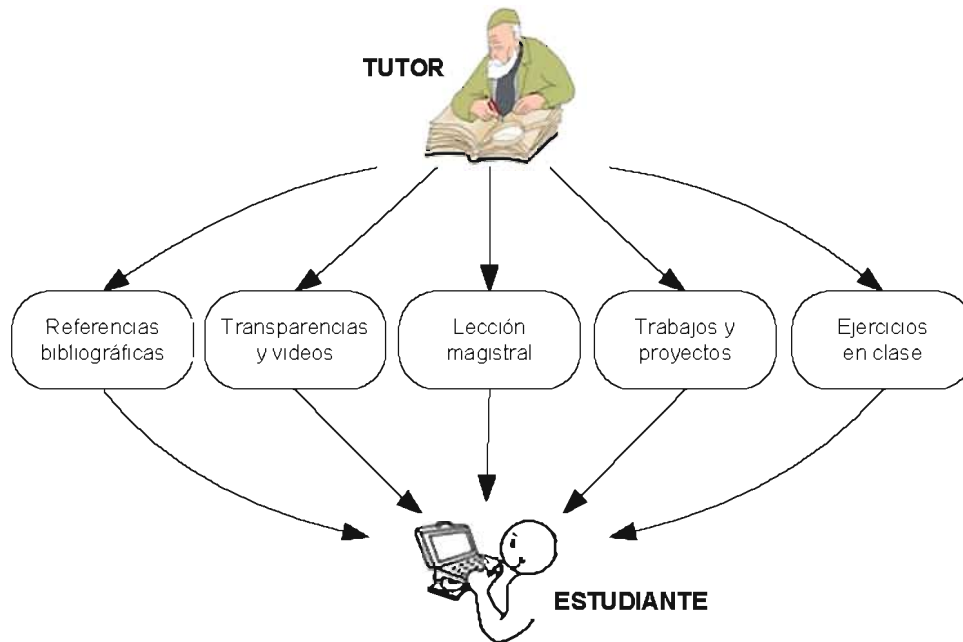 TUTOR
Referencias
bibliográficas
Transparencias
y videos
Lección
magistral
Trabajos y
proyectos
Ejercicios
en clase
ESTUDIANTE